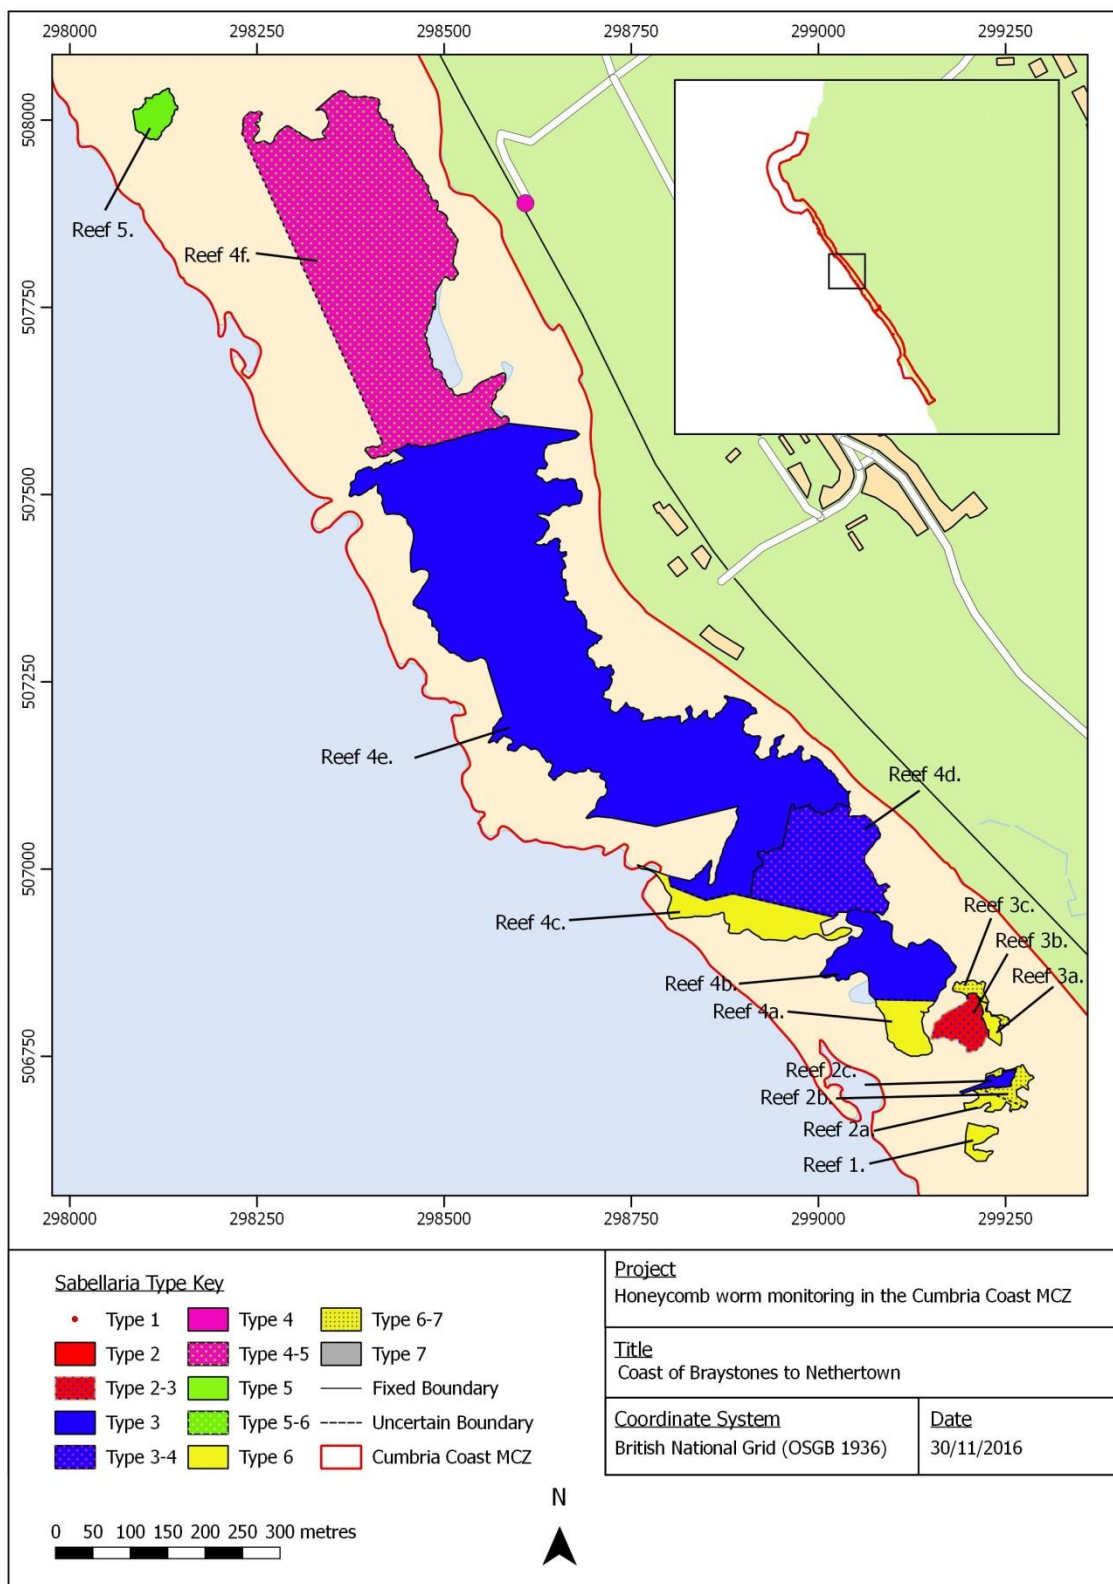 298000 298250 298500 298750 299000 299250
508000
507750
507500
507250
507000
506750
Reef 5.
Reef 4f.
Reef 4e.
Reef 4d.
Reef 4c.
Reef 3c.
Reef 3b.
Reef 3a.
Reef 4b.
Reef 4a.
Reef 2c.
Reef 2b.
Reef 2a.
Reef 1.
298000 298250 298500 298750 299000 299250
Sabellaria Type Key
Type 1
Type 2
Type 2-3
Type 3
Type 3-4
Type 4
Type 4-5
Type 5
Type 5-6
Type 6
Type 6-7
Type 7
Fixed Boundary
Uncertain Boundary
Cumbria Coast MCZ
0 50 100 150 200 250 300 metres
N
Project
Honeycomb worm monitoring in the Cumbria Coast MCZ
Title
Coast of Braystones to Nethertown
Coordinate System
British National Grid (OSGB 1936)
Date
30/11/2016